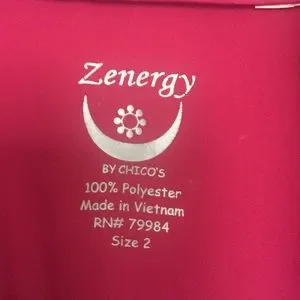 Zenergy
BY CHICO'S
100% Polyester
Made in Vietnam
RN# 79984
Size 2